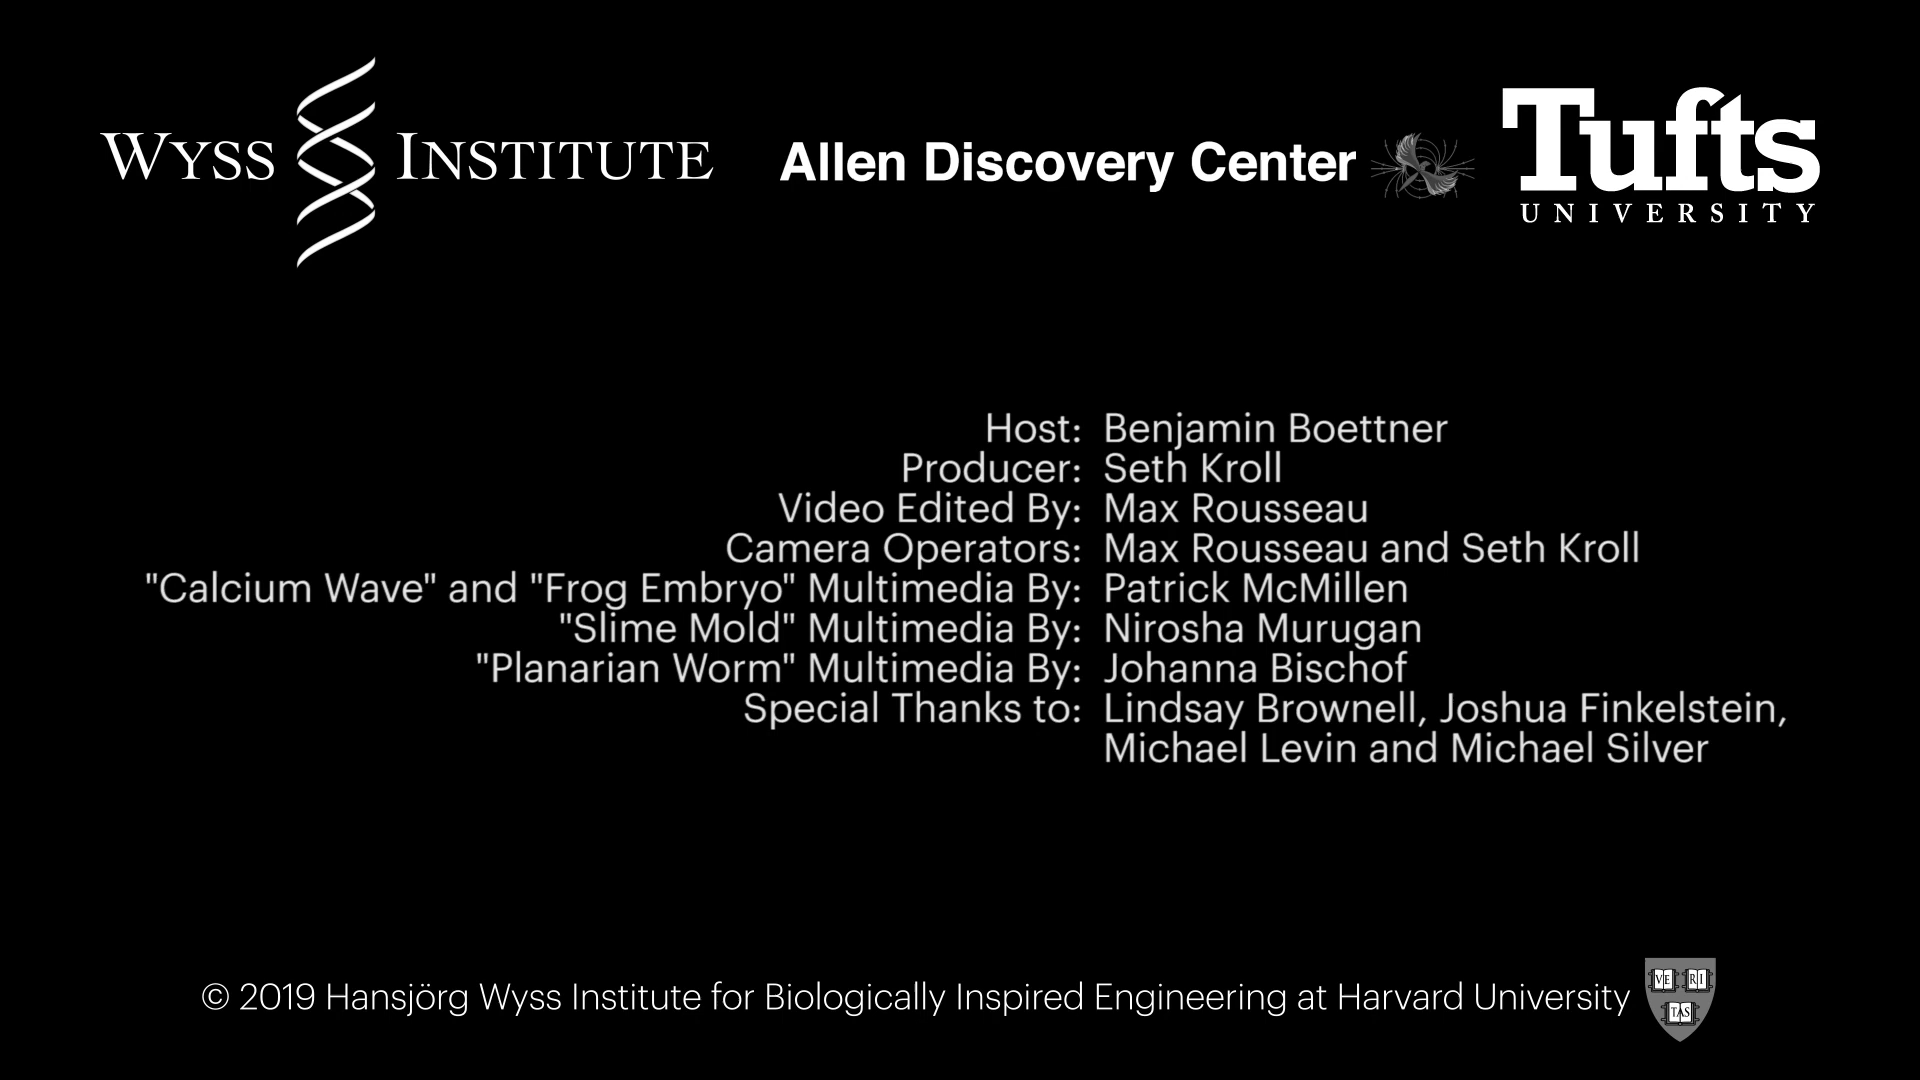 WYSS INSTITUTE
Allen Discovery Center
Tufts
UNIVERSITY
Host: Benjamin Boettner
Producer: Seth Kroll
Video Edited By: Max Rousseau
Camera Operators: Max Rousseau and Seth Kroll
"Calcium Wave" and "Frog Embryo" Multimedia By: Patrick McMillen
"Slime Mold" Multimedia By: Nirosha Murugan
"Planarian Worm" Multimedia By: Johanna Bischof
Special Thanks to: Lindsay Brownell, Joshua Finkelstein,
Michael Levin and Michael Silver
© 2019 Hansjörg Wyss Institute for Biologically Inspired Engineering at Harvard University
VE RI
TAS